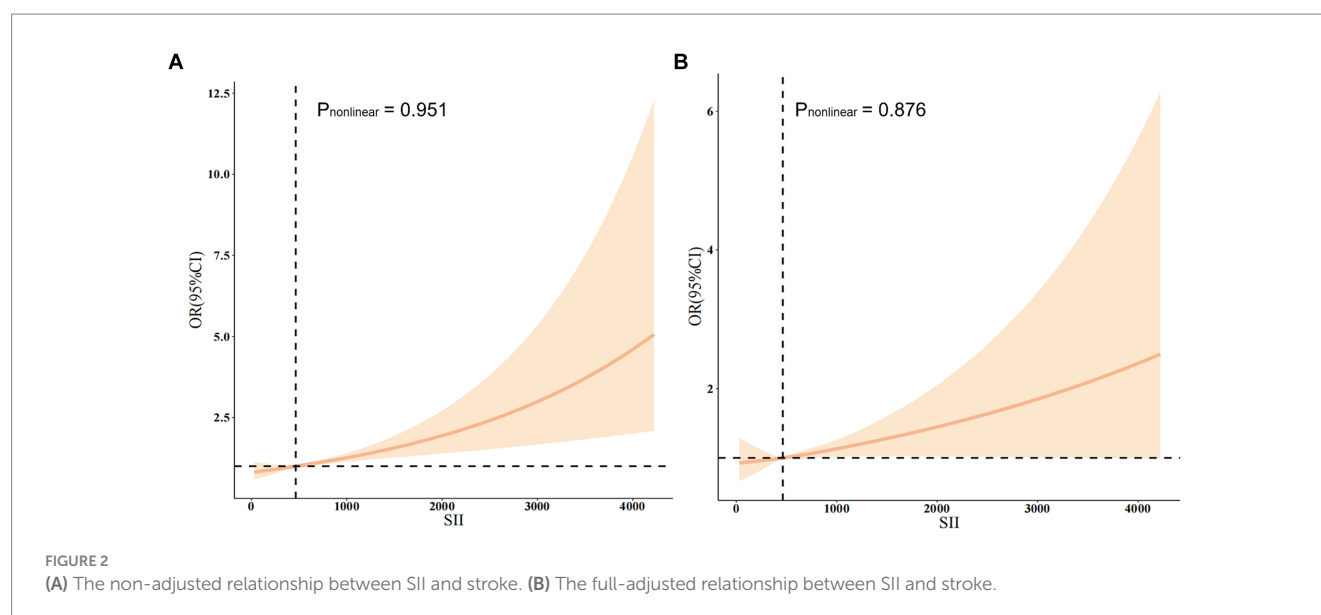 A
12.5
10.0
7.5
5.0
2.5
OR(95%CI)
Pnonlinear = 0.951
0
1000
2000
3000
4000
SII
B
6
4
2
OR(95%CI)
Pnonlinear = 0.876
0
1000
2000
3000
4000
SII
FIGURE 2
(A) The non-adjusted relationship between SII and stroke. (B) The full-adjusted relationship between SII and stroke.